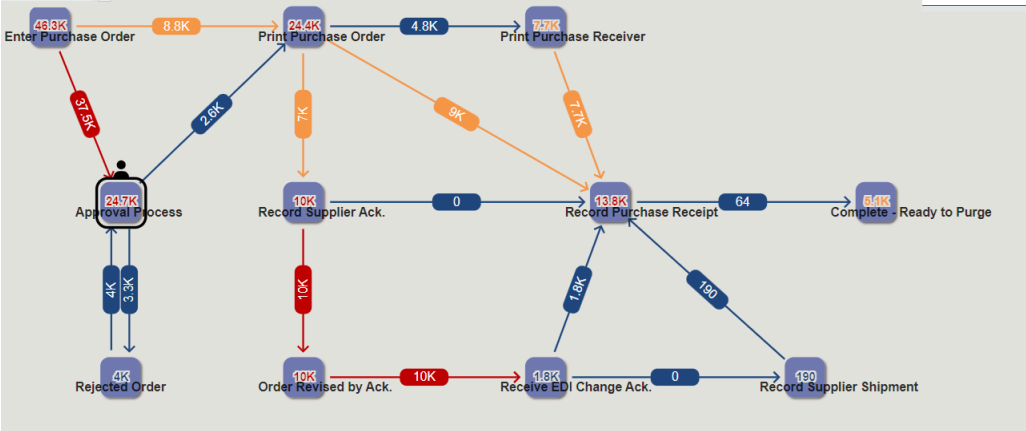 46.3K
Enter Purchase Order
8.8K
24.4K
Print Purchase Order
4.8K
7.7K
Print Purchase Receiver
37.5K
2.6K
7K
9K
7.7K
24.7K
Approval Process
10K
Record Supplier Ack.
0
13.8K
Record Purchase Receipt
64
5.1K
Complete - Ready to Purge
4K
3.3K
10K
1.8K
190
4K
Rejected Order
10K
Order Revised by Ack.
10K
1.8K
Receive EDI Change Ack.
0
190
Record Supplier Shipment